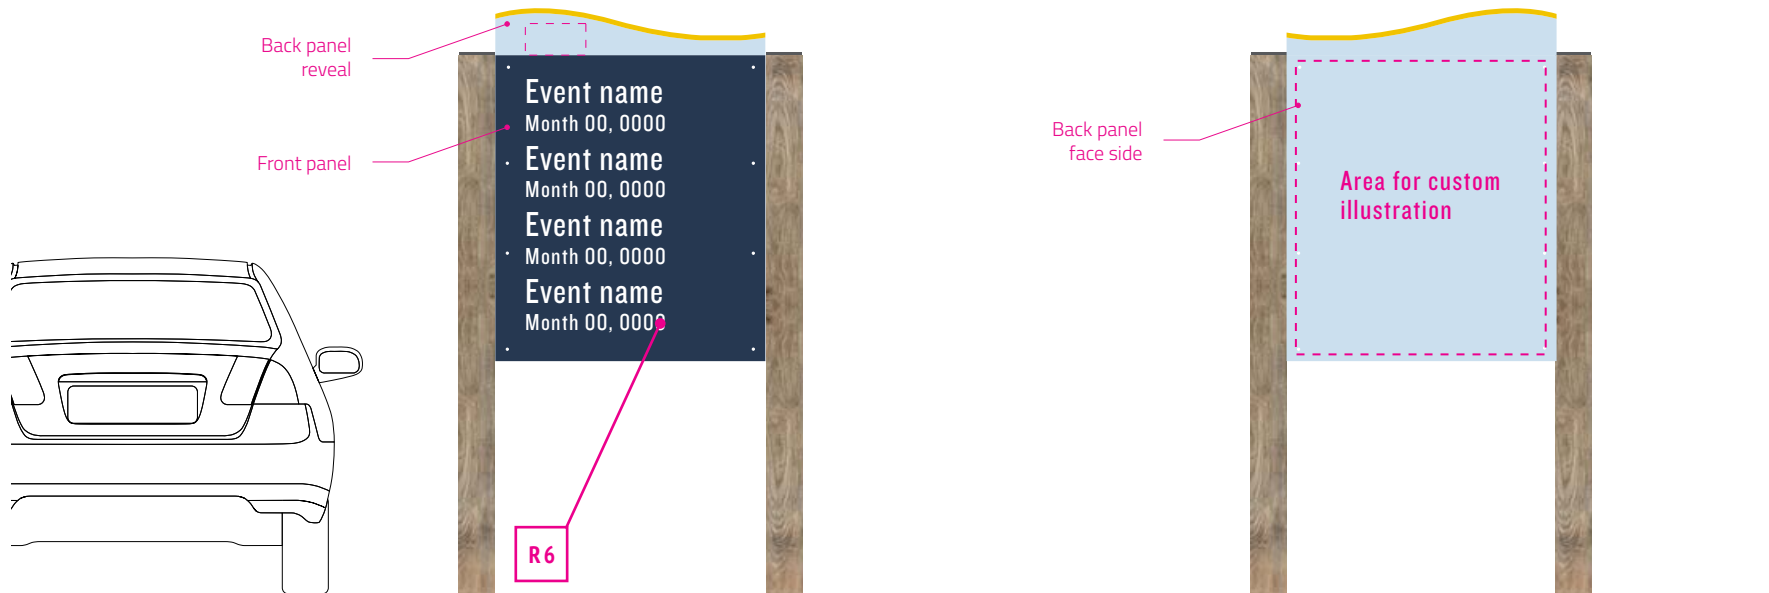 Back panel
reveal
Front panel
Event name
Month 00, 0000
Event name
Month 00, 0000
Event name
Month 00, 0000
Event name
Month 00, 0000
R6
Back panel
face side
Area for custom
illustration